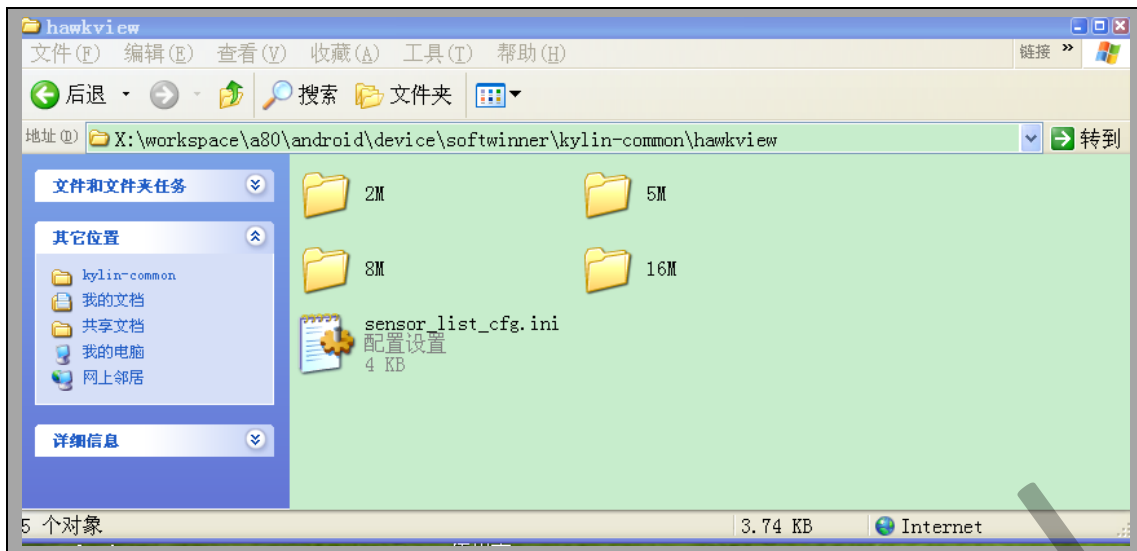 hawkview
文件(F) 编辑(E) 查看(V) 收藏(A) 工具(T) 帮助(H) 链接 »
后退 搜索 文件夹
地址(D) X:\workspace\a80\android\device\softwinner\kylin-common\hawkview 转到
文件和文件夹任务
其它位置
kylin-common
我的文档
共享文档
我的电脑
网上邻居
详细信息
2M 5M
8M 16M
sensor_list_cfg.ini
配置设置
4 KB
5 个对象 3.74 KB Internet